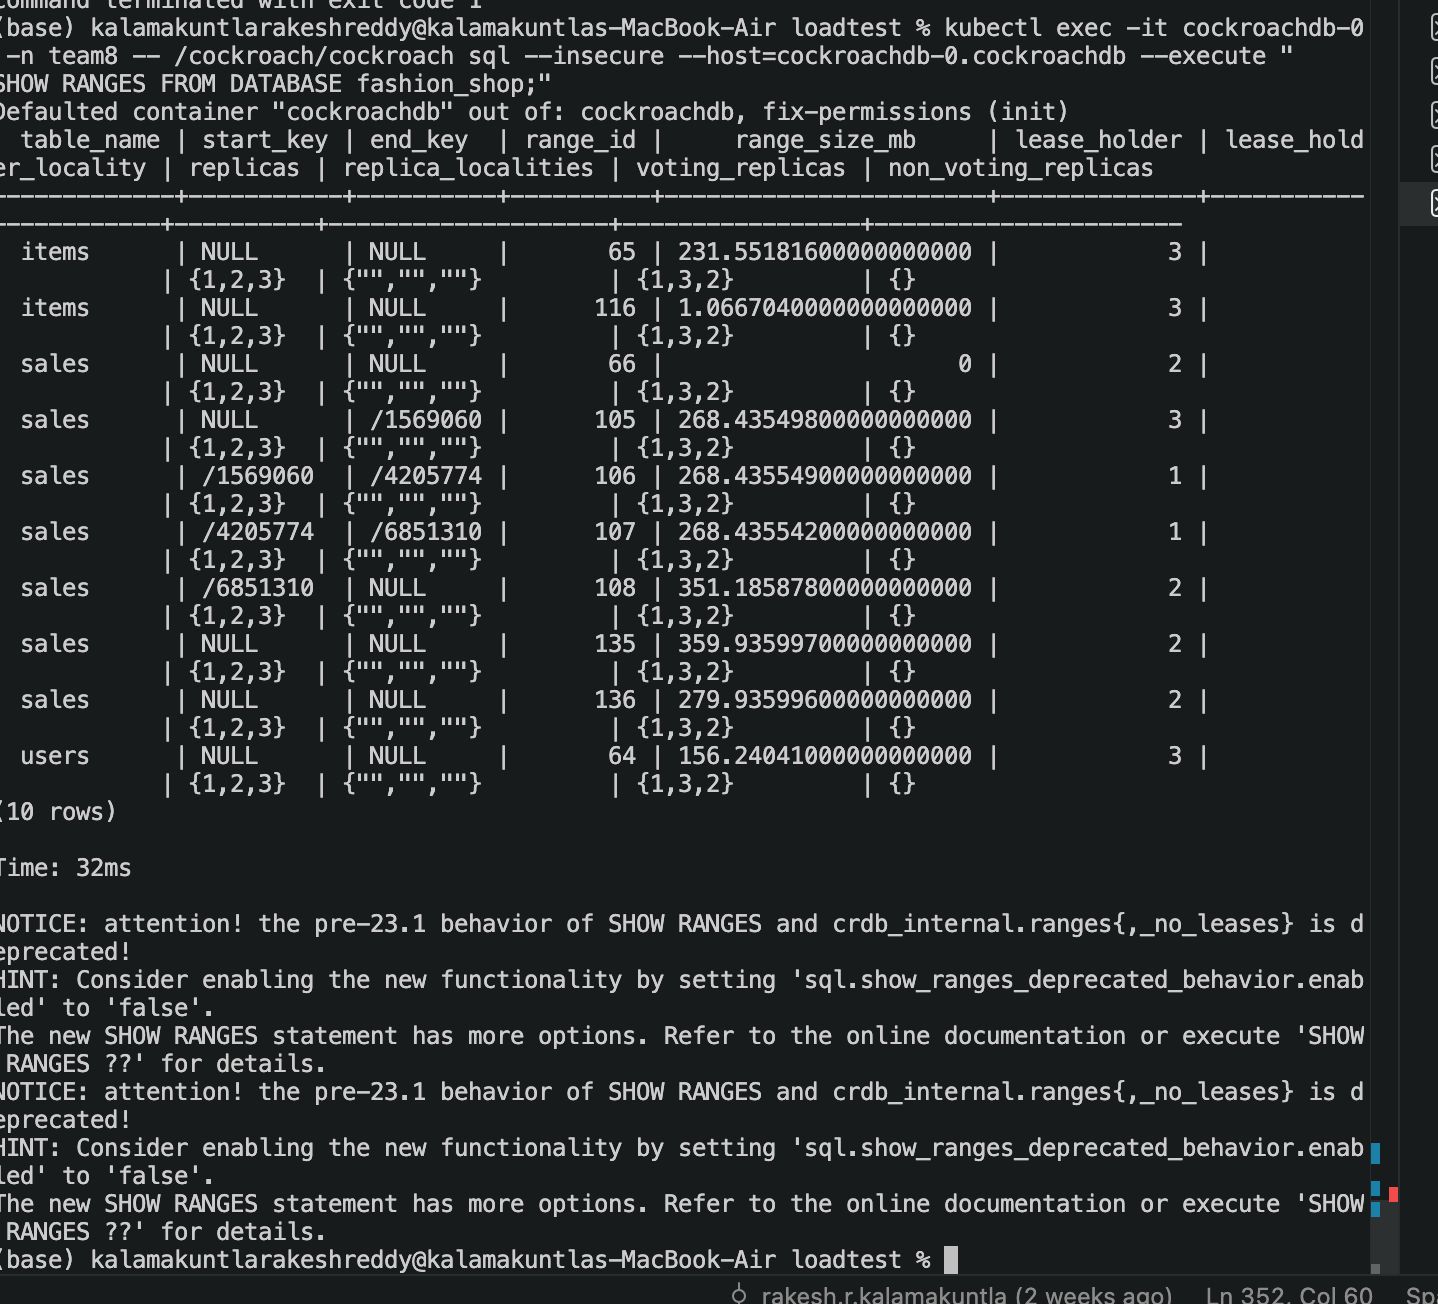 command terminated with exit code 1
(base) kalamakuntlarakeshreddy@kalamakuntlas-MacBook-Air loadtest % kubectl exec -it cockroachdb-0
 -n team8 -- /cockroach/cockroach sql --insecure --host=cockroachdb-0.cockroachdb --execute "
SHOW RANGES FROM DATABASE fashion_shop;"
Defaulted container "cockroachdb" out of: cockroachdb, fix-permissions (init)
  table_name | start_key | end_key  | range_id |     range_size_mb     | lease_holder | lease_hold
er_locality | replicas | replica_localities | voting_replicas | non_voting_replicas
-------------+-----------+----------+----------+-----------------------+--------------+-----------
------------+----------+--------------------+-----------------+----------------------
  items      | NULL      | NULL     |       65 | 231.55181600000000000 |            3 |
            | {1,2,3}  | {"","",""}         | {1,3,2}         | {}
  items      | NULL      | NULL     |      116 | 1.0667040000000000000 |            3 |
            | {1,2,3}  | {"","",""}         | {1,3,2}         | {}
  sales      | NULL      | NULL     |       66 |                     0 |            2 |
            | {1,2,3}  | {"","",""}         | {1,3,2}         | {}
  sales      | NULL      | /1569060 |      105 | 268.43549800000000000 |            3 |
            | {1,2,3}  | {"","",""}         | {1,3,2}         | {}
  sales      | /1569060  | /4205774 |      106 | 268.43554900000000000 |            1 |
            | {1,2,3}  | {"","",""}         | {1,3,2}         | {}
  sales      | /4205774  | /6851310 |      107 | 268.43554200000000000 |            1 |
            | {1,2,3}  | {"","",""}         | {1,3,2}         | {}
  sales      | /6851310  | NULL     |      108 | 351.18587800000000000 |            2 |
            | {1,2,3}  | {"","",""}         | {1,3,2}         | {}
  sales      | NULL      | NULL     |      135 | 359.93599700000000000 |            2 |
            | {1,2,3}  | {"","",""}         | {1,3,2}         | {}
  sales      | NULL      | NULL     |      136 | 279.93599600000000000 |            2 |
            | {1,2,3}  | {"","",""}         | {1,3,2}         | {}
  users      | NULL      | NULL     |       64 | 156.24041000000000000 |            3 |
            | {1,2,3}  | {"","",""}         | {1,3,2}         | {}
(10 rows)

Time: 32ms

NOTICE: attention! the pre-23.1 behavior of SHOW RANGES and crdb_internal.ranges{,_no_leases} is d
eprecated!
HINT: Consider enabling the new functionality by setting 'sql.show_ranges_deprecated_behavior.enab
led' to 'false'.
The new SHOW RANGES statement has more options. Refer to the online documentation or execute 'SHOW
 RANGES ??' for details.
NOTICE: attention! the pre-23.1 behavior of SHOW RANGES and crdb_internal.ranges{,_no_leases} is d
eprecated!
HINT: Consider enabling the new functionality by setting 'sql.show_ranges_deprecated_behavior.enab
led' to 'false'.
The new SHOW RANGES statement has more options. Refer to the online documentation or execute 'SHOW
 RANGES ??' for details.
(base) kalamakuntlarakeshreddy@kalamakuntlas-MacBook-Air loadtest %
rakesh.r.kalamakuntla (2 weeks ago) Ln 352, Col 60